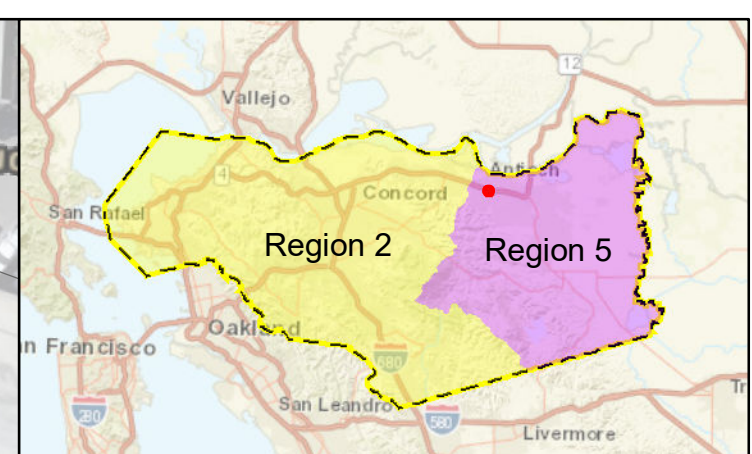 12
Vallejo
Antioch
4
Concord
San Rafael
Region 2
Region 5
Oakland
n Francisco
680
San Leandro
280
580
Tr
Livermore